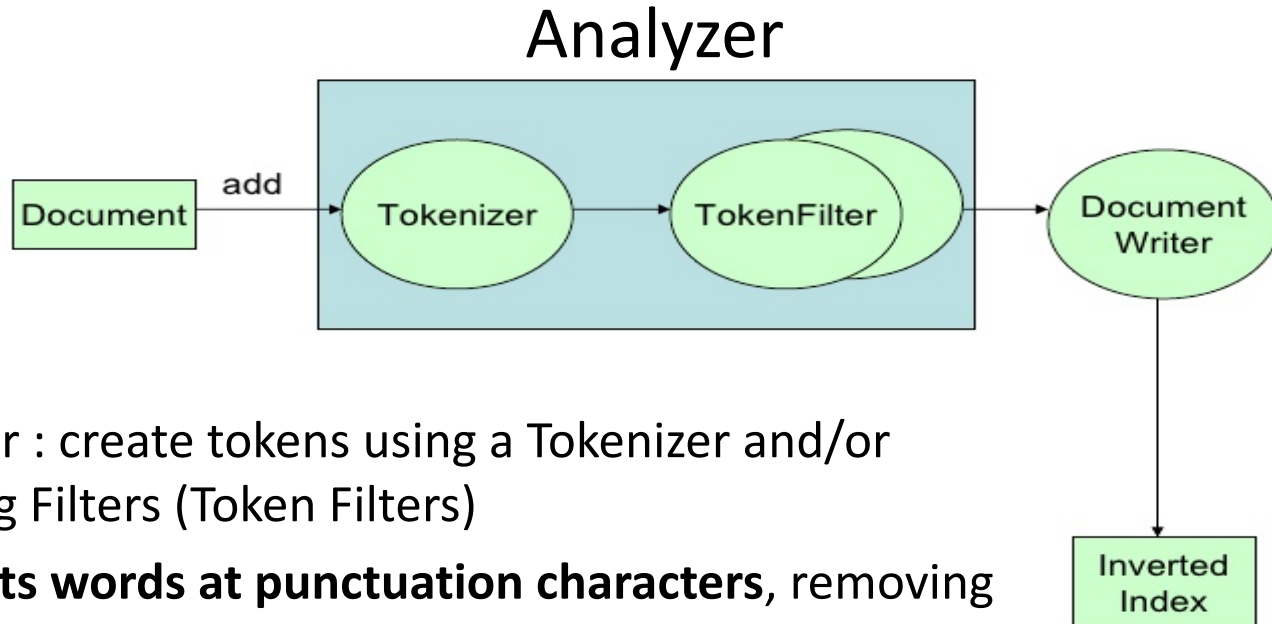 Analyzer
add
Document
Tokenizer
TokenFilter
Document
Writer
r : create tokens using a Tokenizer and/or
g Filters (Token Filters)
ts words at punctuation characters, removing
Inverted
Index